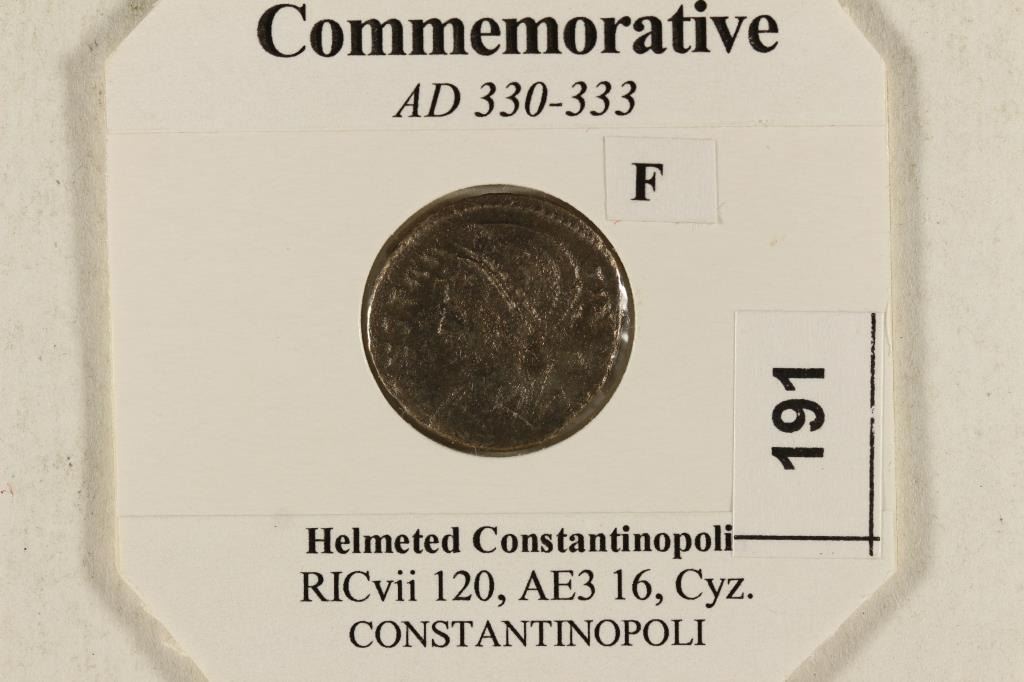 Commemorative
AD 330-333
F
191
Helmeted Constantinopoli
RICvii 120, AE3 16, Cyz.
CONSTANTINOPOLI